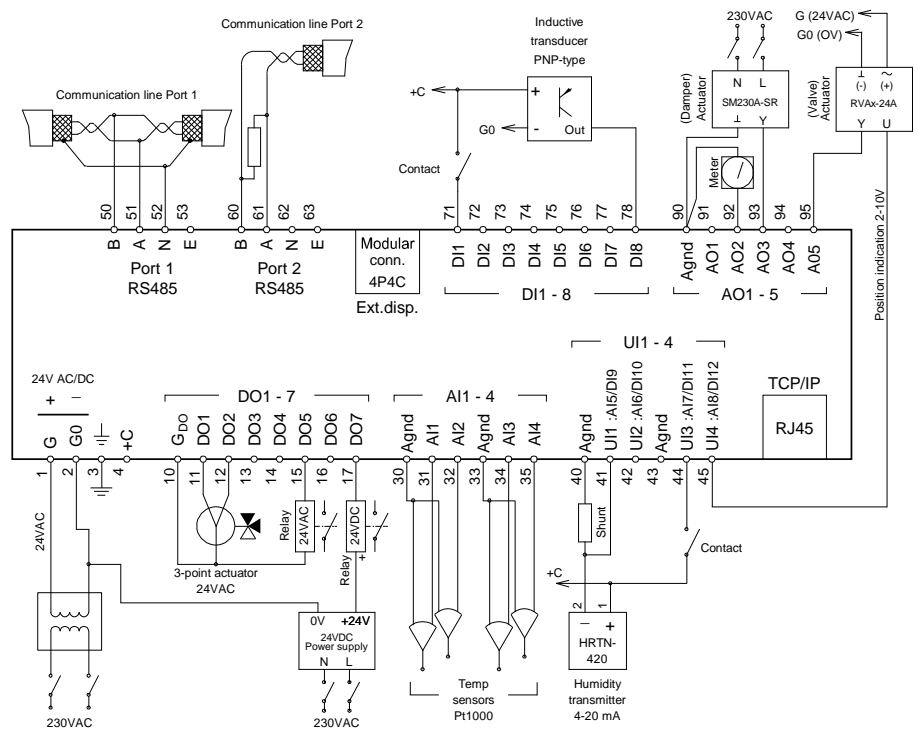 Communication line Port 2
Communication line Port 1
Inductive
transducer
PNP-type
+C
+
-
Out
G0
Contact
230VAC
N L
SM230A-SR
⊥ Y
(Damper)
Actuator
Meter
G (24VAC)
G0 (OV)
⊥ ~
(-) (+)
RVAx-24A
Y U
(Valve)
Actuator
Position indication 2-10V
50 51 52 53
60 61 62 63
71 72 73 74 75 76 77 78
90 91 92 93 94 95
B A N E
Port 1
RS485
B A N E
Port 2
RS485
Modular
conn.
4P4C
Ext.disp.
DI1 DI2 DI3 DI4 DI5 DI6 DI7 DI8
DI1 - 8
Agnd AO1 AO2 AO3 AO4 A05
AO1 - 5
24V AC/DC
+ −
G G0 +C
1 2 3 4
DO1 - 7
GDO DO1 DO2 DO3 DO4 DO5 DO6 DO7
10 11 12 13 14 15 16 17
AI1 - 4
Agnd AI1 AI2 Agnd AI3 AI4
30 31 32 33 34 35
UI1 - 4
Agnd
UI1 :AI5/DI9
UI2 :AI6/DI10
Agnd
UI3 :AI7/DI11
UI4 :AI8/DI12
40 41 42 43 44 45
TCP/IP
RJ45
24VAC
230VAC
3-point actuator
24VAC
Relay
24VAC
Relay
24VDC
+
0V +24V
24VDC
Power supply
N L
230VAC
Temp
sensors
Pt1000
Shunt
+C
Contact
2 1
− +
HRTN-
420
Humidity
transmitter
4-20 mA